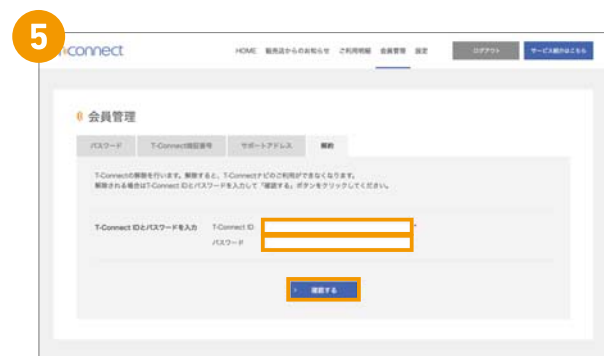 5
T-connect
HOME 販売店からのお知らせ ご利用明細 会員管理 設定 ログアウト サービス紹介はこちら
会員管理
パスワード T-Connect暗証番号 サポートアドレス 解約
T-Connectの解除を行います。解除すると、T-Connectナビのご利用ができなくなります。
解除される場合はT-Connect IDとパスワードを入力して「確認する」ボタンをクリックしてください。
T-Connect IDとパスワードを入力 T-Connect ID *
パスワード
確認する